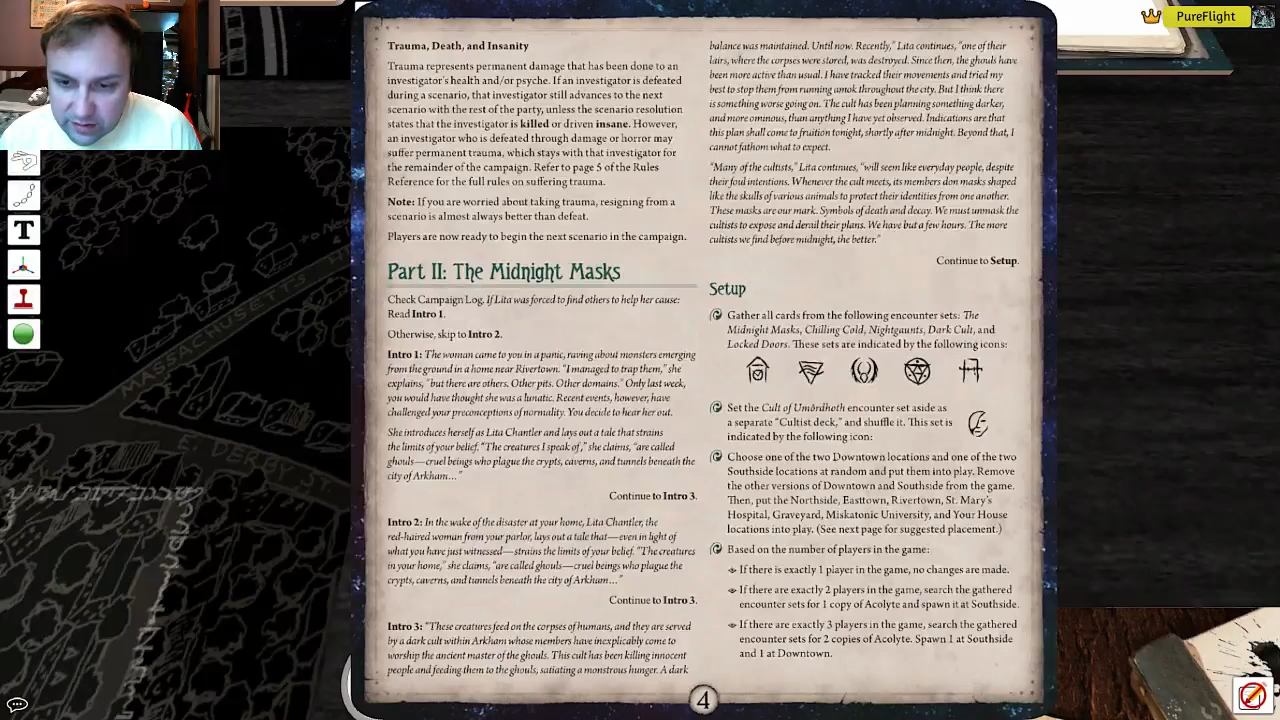 PureFlight
Trauma, Death, and Insanity
Trauma represents permanent damage that has been done to an
investigator's health and/or psyche. If an investigator is defeated
during a scenario, that investigator still advances to the next
scenario with the rest of the party, unless the scenario resolution
states that the investigator is killed or driven insane. However,
an investigator who is defeated through damage or horror may
suffer permanent trauma, which stays with that investigator for
the remainder of the campaign. Refer to page 5 of the Rules
Reference for the full rules on suffering trauma.
Note: If you are worried about taking trauma, resigning from a
scenario is almost always better than defeat.
Players are now ready to begin the next scenario in the campaign.
Part II: The Midnight Masks
Check Campaign Log. If Lita was forced to find others to help her cause:
Read Intro 1.
Otherwise, skip to Intro 2.
Intro 1: The woman came to you in a panic, raving about monsters emerging
from the ground in a home near Rivertown. "I managed to trap them," she
explains, "but there are others. Other pits. Other domains." Only last week,
you would have thought she was a lunatic. Recent events, however, have
challenged your preconceptions of normality. You decide to hear her out.
She introduces herself as Lita Chantler and lays out a tale that strains
the limits of your belief. "The creatures I speak of," she claims, "are called
ghouls—cruel beings who plague the crypts, caverns, and tunnels beneath the
city of Arkham…"
Continue to Intro 3.
Intro 2: In the wake of the disaster at your home, Lita Chantler, the
red-haired woman from your parlor, lays out a tale that—even in light of
what you have just witnessed—strains the limits of your belief. "The creatures
in your home," she claims, "are called ghouls—cruel beings who plague the
crypts, caverns, and tunnels beneath the city of Arkham…"
Continue to Intro 3.
Intro 3: "These creatures feed on the corpses of humans, and they are served
by a dark cult within Arkham whose members have inexplicably come to
worship the ancient master of the ghouls. This cult has been killing innocent
people and feeding them to the ghouls, satiating a monstrous hunger. A dark
balance was maintained. Until now. Recently," Lita continues, "one of their
lairs, where the corpses were stored, was destroyed. Since then, the ghouls have
been more active than usual. I have tracked their movements and tried my
best to stop them from running amok throughout the city. But I think there
is something worse going on. The cult has been planning something darker,
and more ominous, than anything I have yet observed. Indications are that
this plan shall come to fruition tonight, shortly after midnight. Beyond that, I
cannot fathom what to expect.
"Many of the cultists," Lita continues, "will seem like everyday people, despite
their foul intentions. Whenever the cult meets, its members don masks shaped
like the skulls of various animals to protect their identities from one another.
These masks are our mark. Symbols of death and decay. We must unmask the
cultists to expose and derail their plans. We have but a few hours. The more
cultists we find before midnight, the better."
Continue to Setup.
Setup
Gather all cards from the following encounter sets: The
Midnight Masks, Chilling Cold, Nightgaunts, Dark Cult, and
Locked Doors. These sets are indicated by the following icons:
Set the Cult of Umôrdhoth encounter set aside as
a separate "Cultist deck," and shuffle it. This set is
indicated by the following icon:
Choose one of the two Downtown locations and one of the two
Southside locations at random and put them into play. Remove
the other versions of Downtown and Southside from the game.
Then, put the Northside, Easttown, Rivertown, St. Mary's
Hospital, Graveyard, Miskatonic University, and Your House
locations into play. (See next page for suggested placement.)
Based on the number of players in the game:
If there is exactly 1 player in the game, no changes are made.
If there are exactly 2 players in the game, search the gathered
encounter sets for 1 copy of Acolyte and spawn it at Southside.
If there are exactly 3 players in the game, search the gathered
encounter sets for 2 copies of Acolyte. Spawn 1 at Southside
and 1 at Downtown.
4